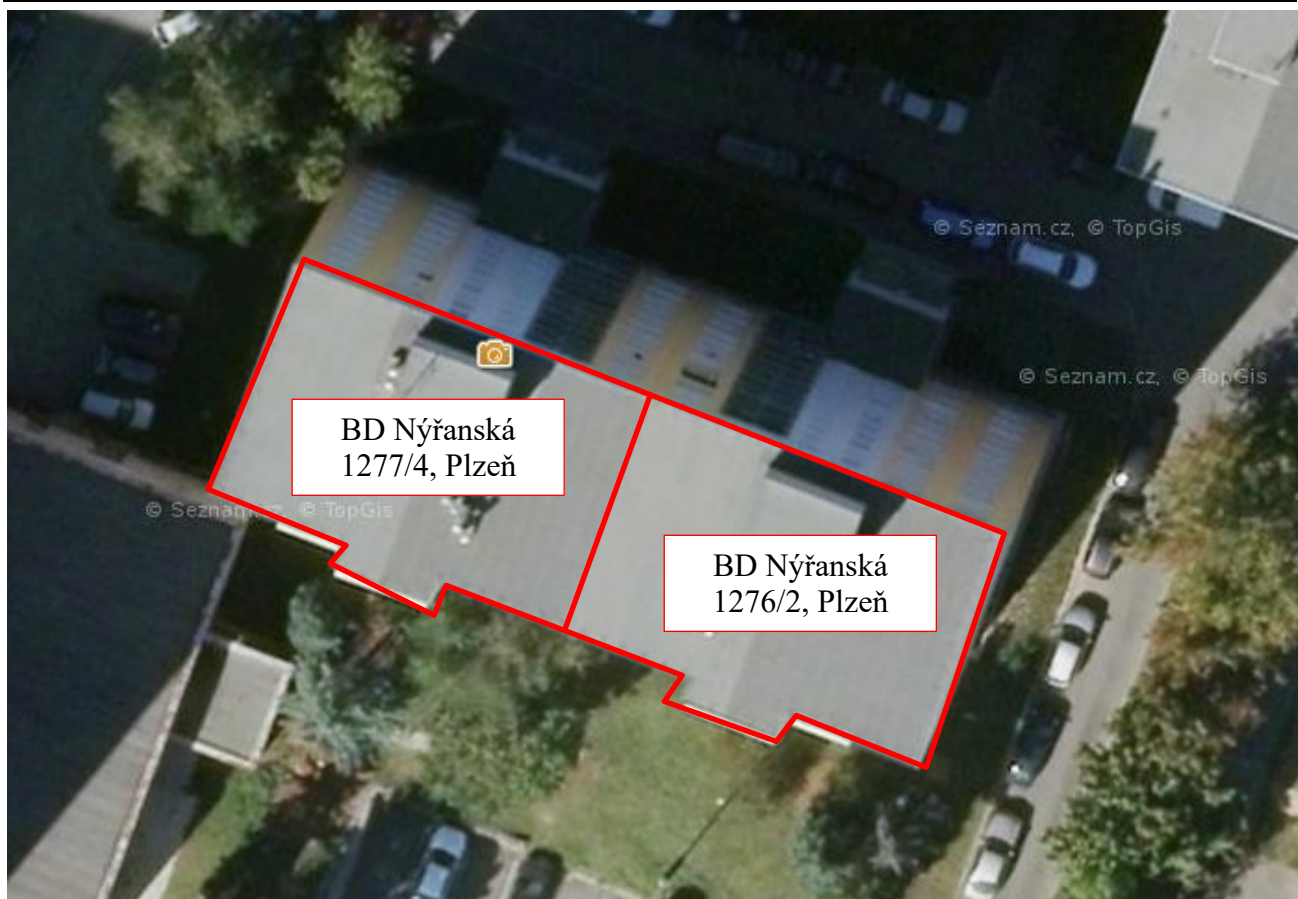 © Seznam.cz, © TopGis
© Seznam.cz, © TopGis
BD Nýřanská
1277/4, Plzeň
© Seznam.cz, © TopGis
BD Nýřanská
1276/2, Plzeň